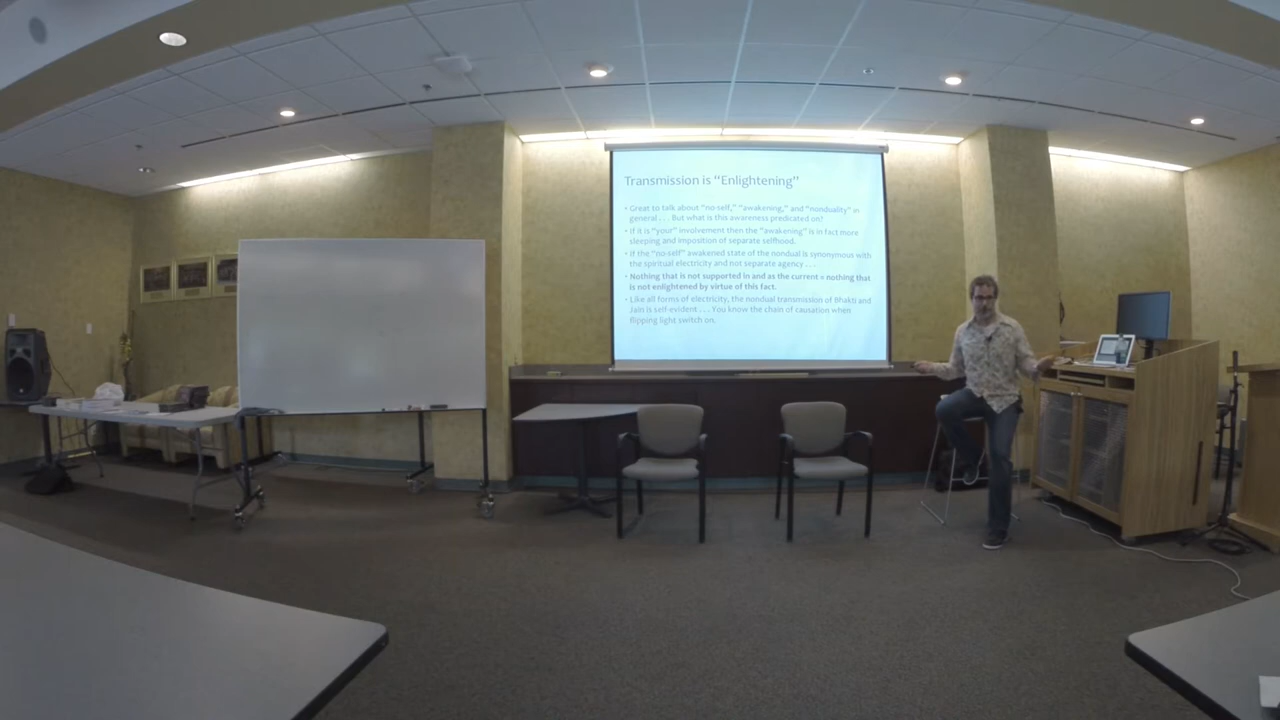 Transmission is "Enlightening"
• Great to talk about "no self," "awakening," and "nonduality" in
general . . . But what is this awareness predicated on?
• If it is "your" involvement then the "awakening" is in fact more
sleeping and imposition of separate selfhood.
• If the "no-self" awakened state of the nondual is synonymous with
the spiritual electricity and not separate agency . . .
• Nothing that is not supported in and as the current = nothing that
is not enlightened by virtue of this fact.
• Like all forms of electricity, the nondual transmission of Bhakti and
Jain is self-evident . . . You know the chain of causation when
flipping light switch on.